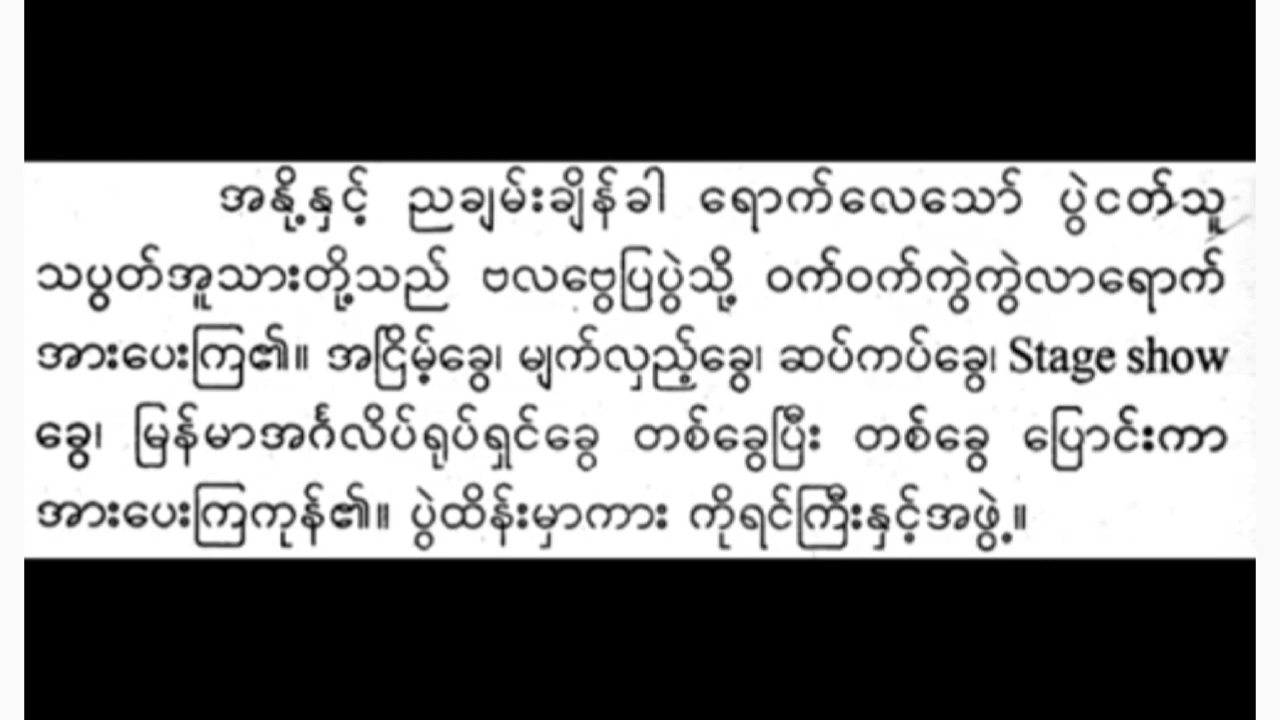 အနို့နှင့် ညချမ်းချိန်ခါ ရောက်လေသော် ပွဲငတ်သူ
သပွတ်အူသားတို့သည် ဗလဗွေပြပွဲသို့ ဝက်ဝက်ကွဲကွဲလာရောက်
အားပေးကြ၏။ အငြိမ့်ခွေ၊ မျက်လှည့်ခွေ၊ ဆပ်ကပ်ခွေ၊ Stage show
ခွေ၊ မြန်မာအင်္ဂလိပ်ရုပ်ရှင်ခွေ တစ်ခွေပြီး တစ်ခွေ ပြောင်းကာ
အားပေးကြကုန်၏။ ပွဲထိန်းမှာကား ကိုရင်ကြီးနှင့်အဖွဲ့။